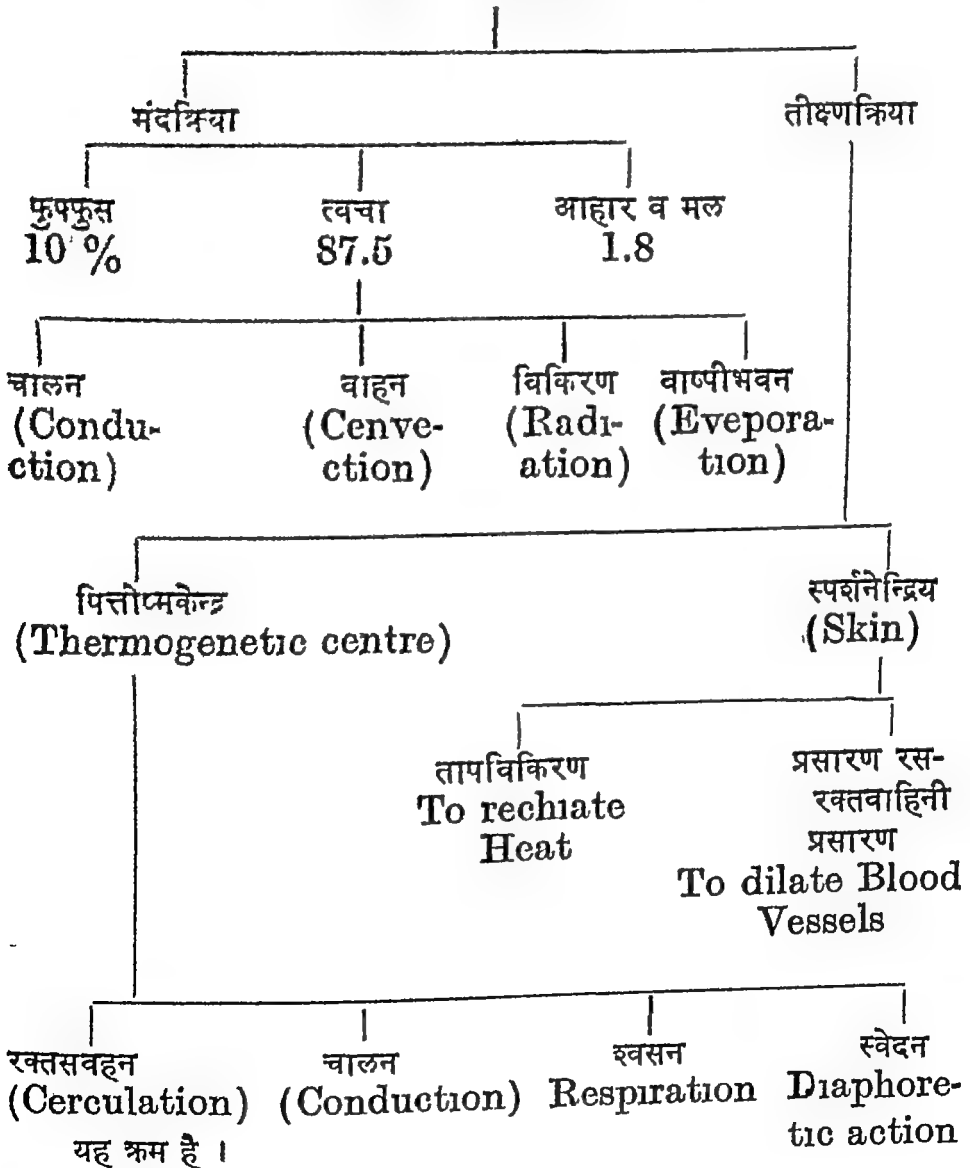 मंदक्रिया तीक्ष्णक्रिया
फुफ्फुस त्वचा आहार व मल
10 % 87.5 1.8
चालन वाहन विकिरण वाष्पीभवन
(Condu- (Cenve- (Radi- (Evepora-
ction) ction) ation) tion)
पित्तोष्मकेन्द्र स्पर्शनेन्द्रिय
(Thermogenetic centre) (Skin)
तापविकिरण प्रसारण रस-
To rechiate रक्तवाहिनी
Heat प्रसारण
To dilate Blood
Vessels
रक्तसवहन चालन श्वसन स्वेदन
(Cerculation) (Conduction) Respiration Diaphore-
यह क्रम है । tic action